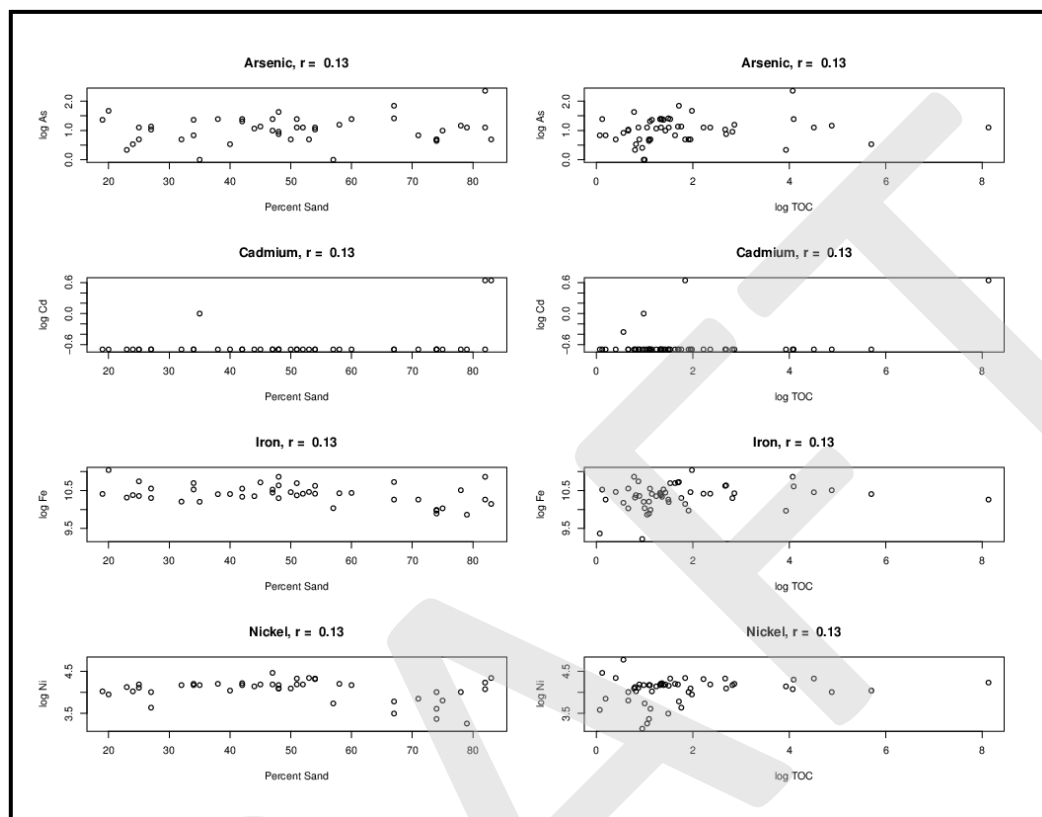 Arsenic, r = 0.13
log As
2.0
1.0
0.0
20 30 40 50 60 70 80
Percent Sand
Arsenic, r = 0.13
log As
2.0
1.0
0.0
0 2 4 6 8
log TOC
Cadmium, r = 0.13
log Cd
0.6
0.0
−0.6
20 30 40 50 60 70 80
Percent Sand
Cadmium, r = 0.13
log Cd
0.6
0.0
−0.6
0 2 4 6 8
log TOC
Iron, r = 0.13
log Fe
10.5
9.5
20 30 40 50 60 70 80
Percent Sand
Iron, r = 0.13
log Fe
10.5
9.5
0 2 4 6 8
log TOC
Nickel, r = 0.13
log Ni
4.5
3.5
20 30 40 50 60 70 80
Percent Sand
Nickel, r = 0.13
log Ni
4.5
3.5
0 2 4 6 8
log TOC